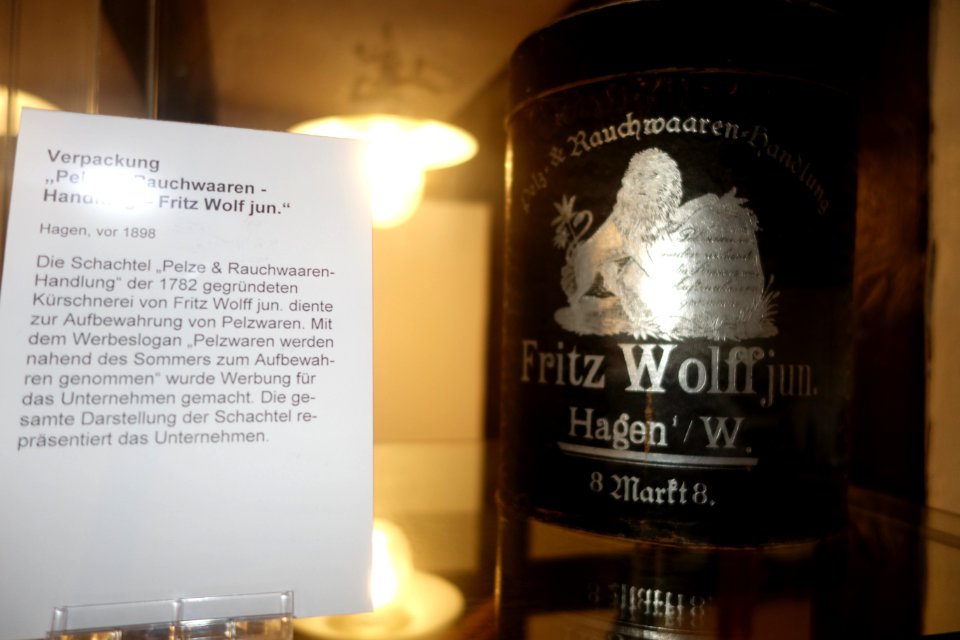 Verpackung
„Pelz Rauchwaaren -
Handlung - Fritz Wolf jun.“
Hagen, vor 1898
Die Schachtel „Pelze & Rauchwaaren-
Handlung“ der 1782 gegründeten
Kürschnerei von Fritz Wolff jun. diente
zur Aufbewahrung von Pelzwaren. Mit
dem Werbeslogan „Pelzwaren werden
nahend des Sommers zum Aufbewah-
ren genommen“ wurde Werbung für
das Unternehmen gemacht. Die ge-
samte Darstellung der Schachtel re-
präsentiert das Unternehmen.
Pelz- & Rauchwaaren-Handlung
Fritz Wolff jun.
Hagen i/W.
8 Markt 8.